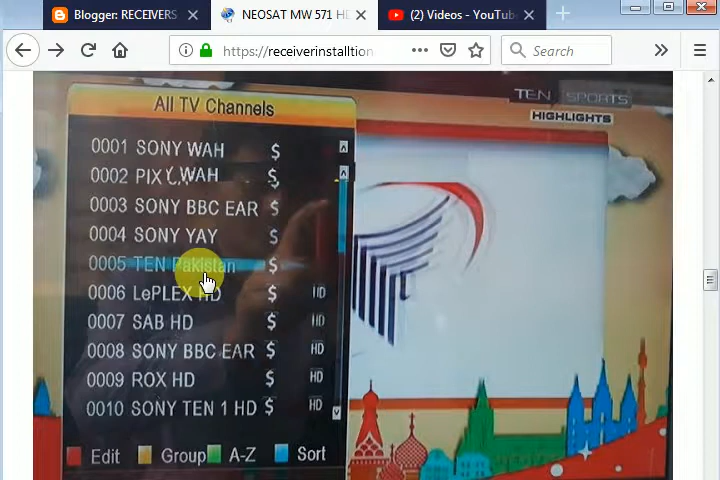 Blogger: RECEIVERS
NEOSAT MW 571 HD
(2) Videos - YouTube
https://receiverinstalltion
Search
TEN SPORTS
HIGHLIGHTS
All TV Channels
0001 SONY WAH $
0002 PIX WAH $
0003 SONY BBC EAR $
0004 SONY YAY $
0005 TEN Pakistan $
0006 LePLEX HD $ HD
0007 SAB HD $ HD
0008 SONY BBC EAR $ HD
0009 ROX HD $ HD
0010 SONY TEN 1 HD $ HD
Edit Group A-Z Sort